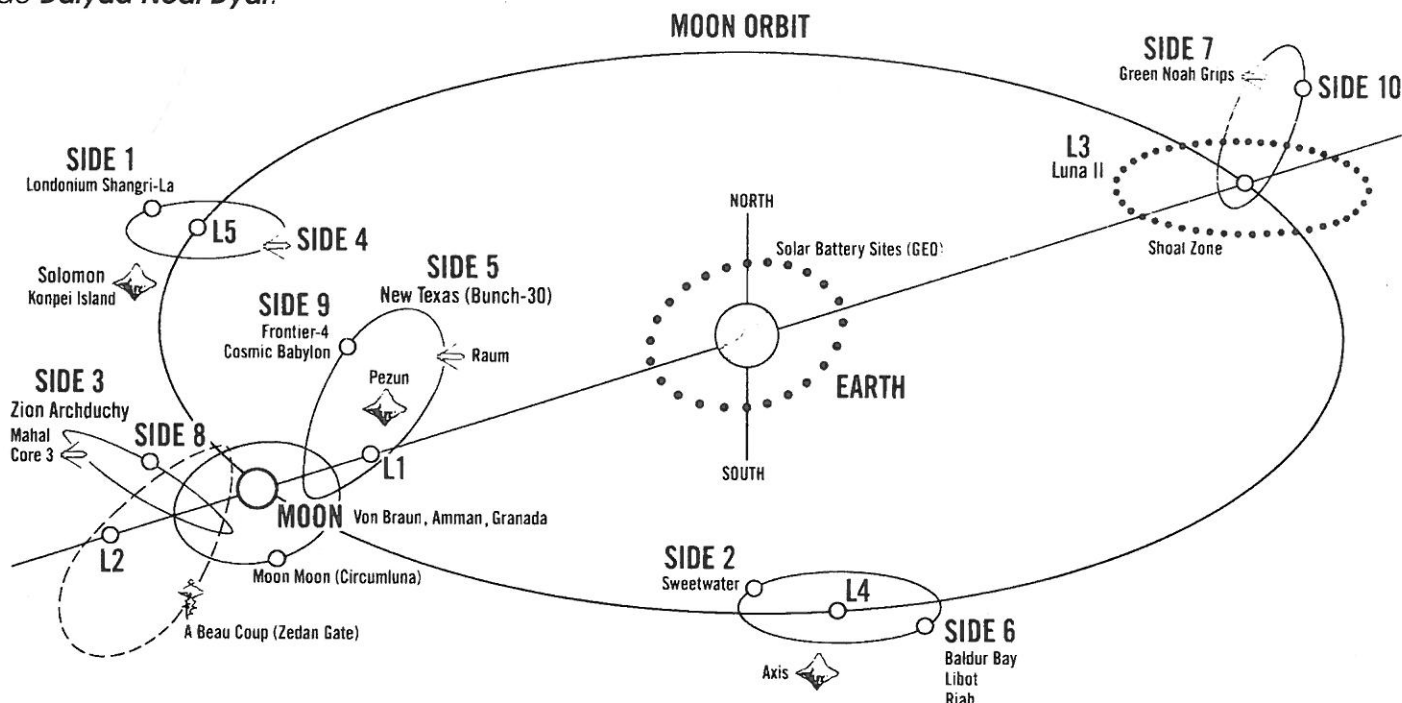 Daiyaa Noal Dyar.
MOON ORBIT
SIDE 7
Green Noah Grips
SIDE 10
L3
Luna II
Shoal Zone
SIDE 1
Londonium Shangri-La
L5
SIDE 4
Solomon
Konpei Island
NORTH
Solar Battery Sites (GEO)
SIDE 5
New Texas (Bunch-30)
SIDE 9
Frontier-4
Cosmic Babylon
Raum
Pezun
EARTH
SOUTH
SIDE 3
Zion Archduchy
Mahal
Core 3
SIDE 8
L1
MOON
Von Braun, Amman, Granada
L2
Moon Moon (Circumluna)
A Beau Coup (Zedan Gate)
SIDE 2
Sweetwater
L4
SIDE 6
Baldur Bay
Libot
Riah
Axis